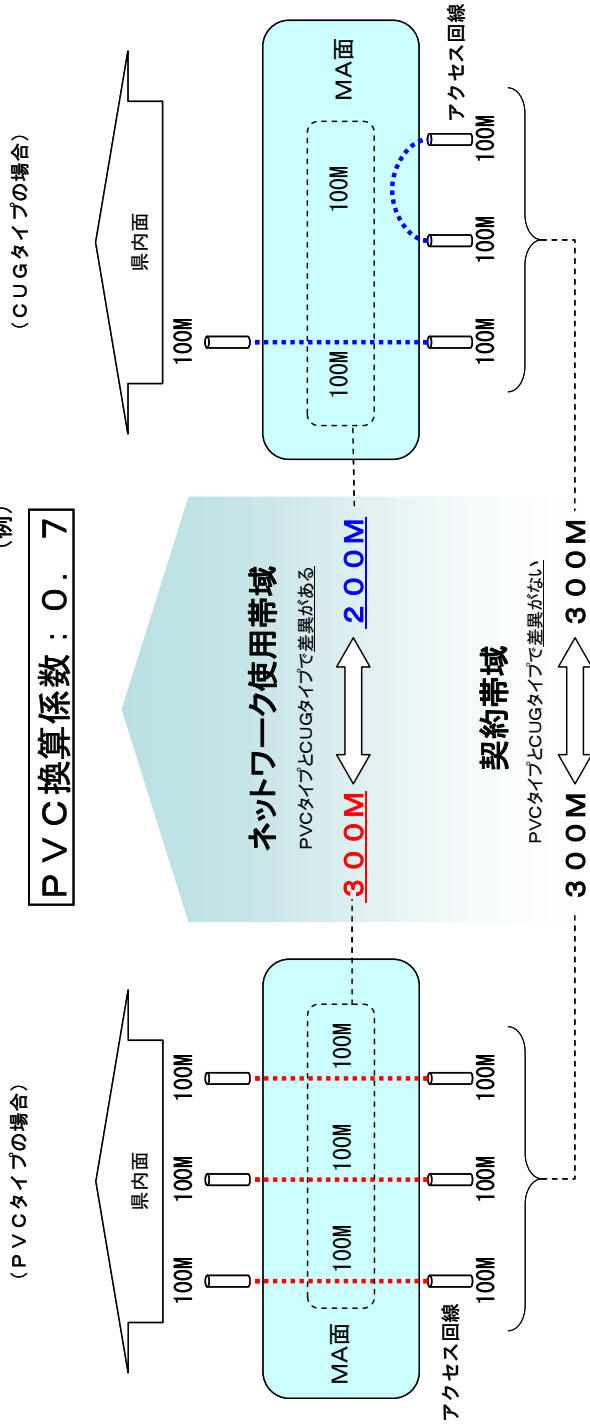 (例)
PVC換算係数:0.7
(PVCタイプの場合)
県内面
100M
100M
100M
MA面
100M
100M
100M
100M
100M
100M
アクセス回線
ネットワーク使用帯域
PVCタイプとCUGタイプで差異がある
300M
200M
契約帯域
PVCタイプとCUGタイプで差異がない
300M
300M
(CUGタイプの場合)
県内面
100M
MA面
100M
100M
100M
100M
100M
アクセス回線